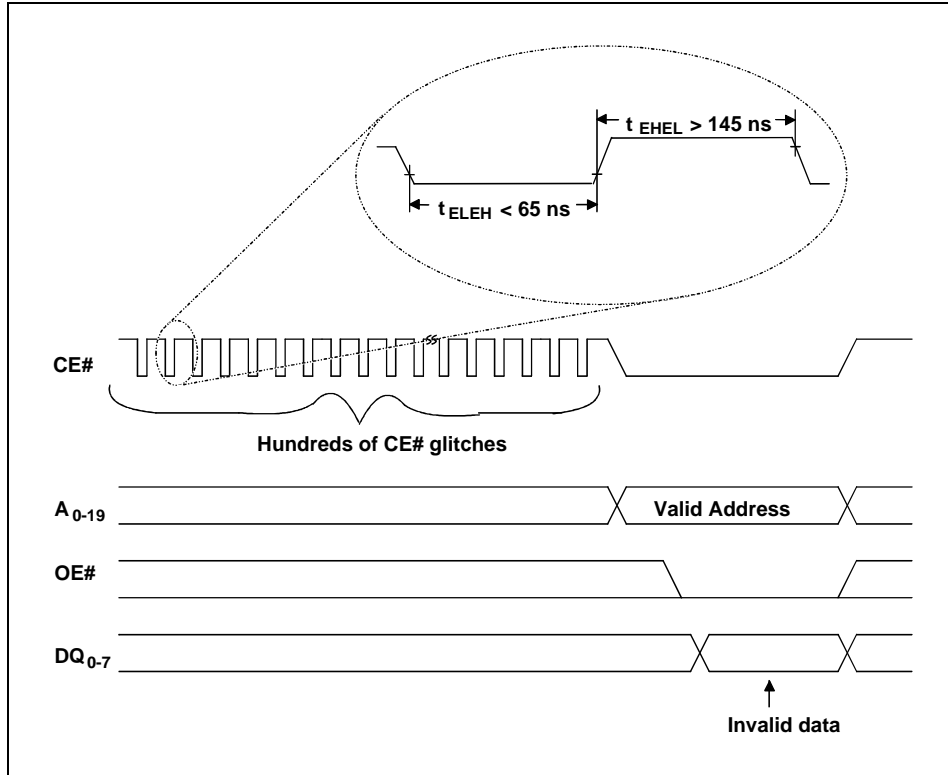 t EHEL > 145 ns
t ELEH < 65 ns
CE#
Hundreds of CE# glitches
A 0-19
Valid Address
OE#
DQ 0-7
Invalid data